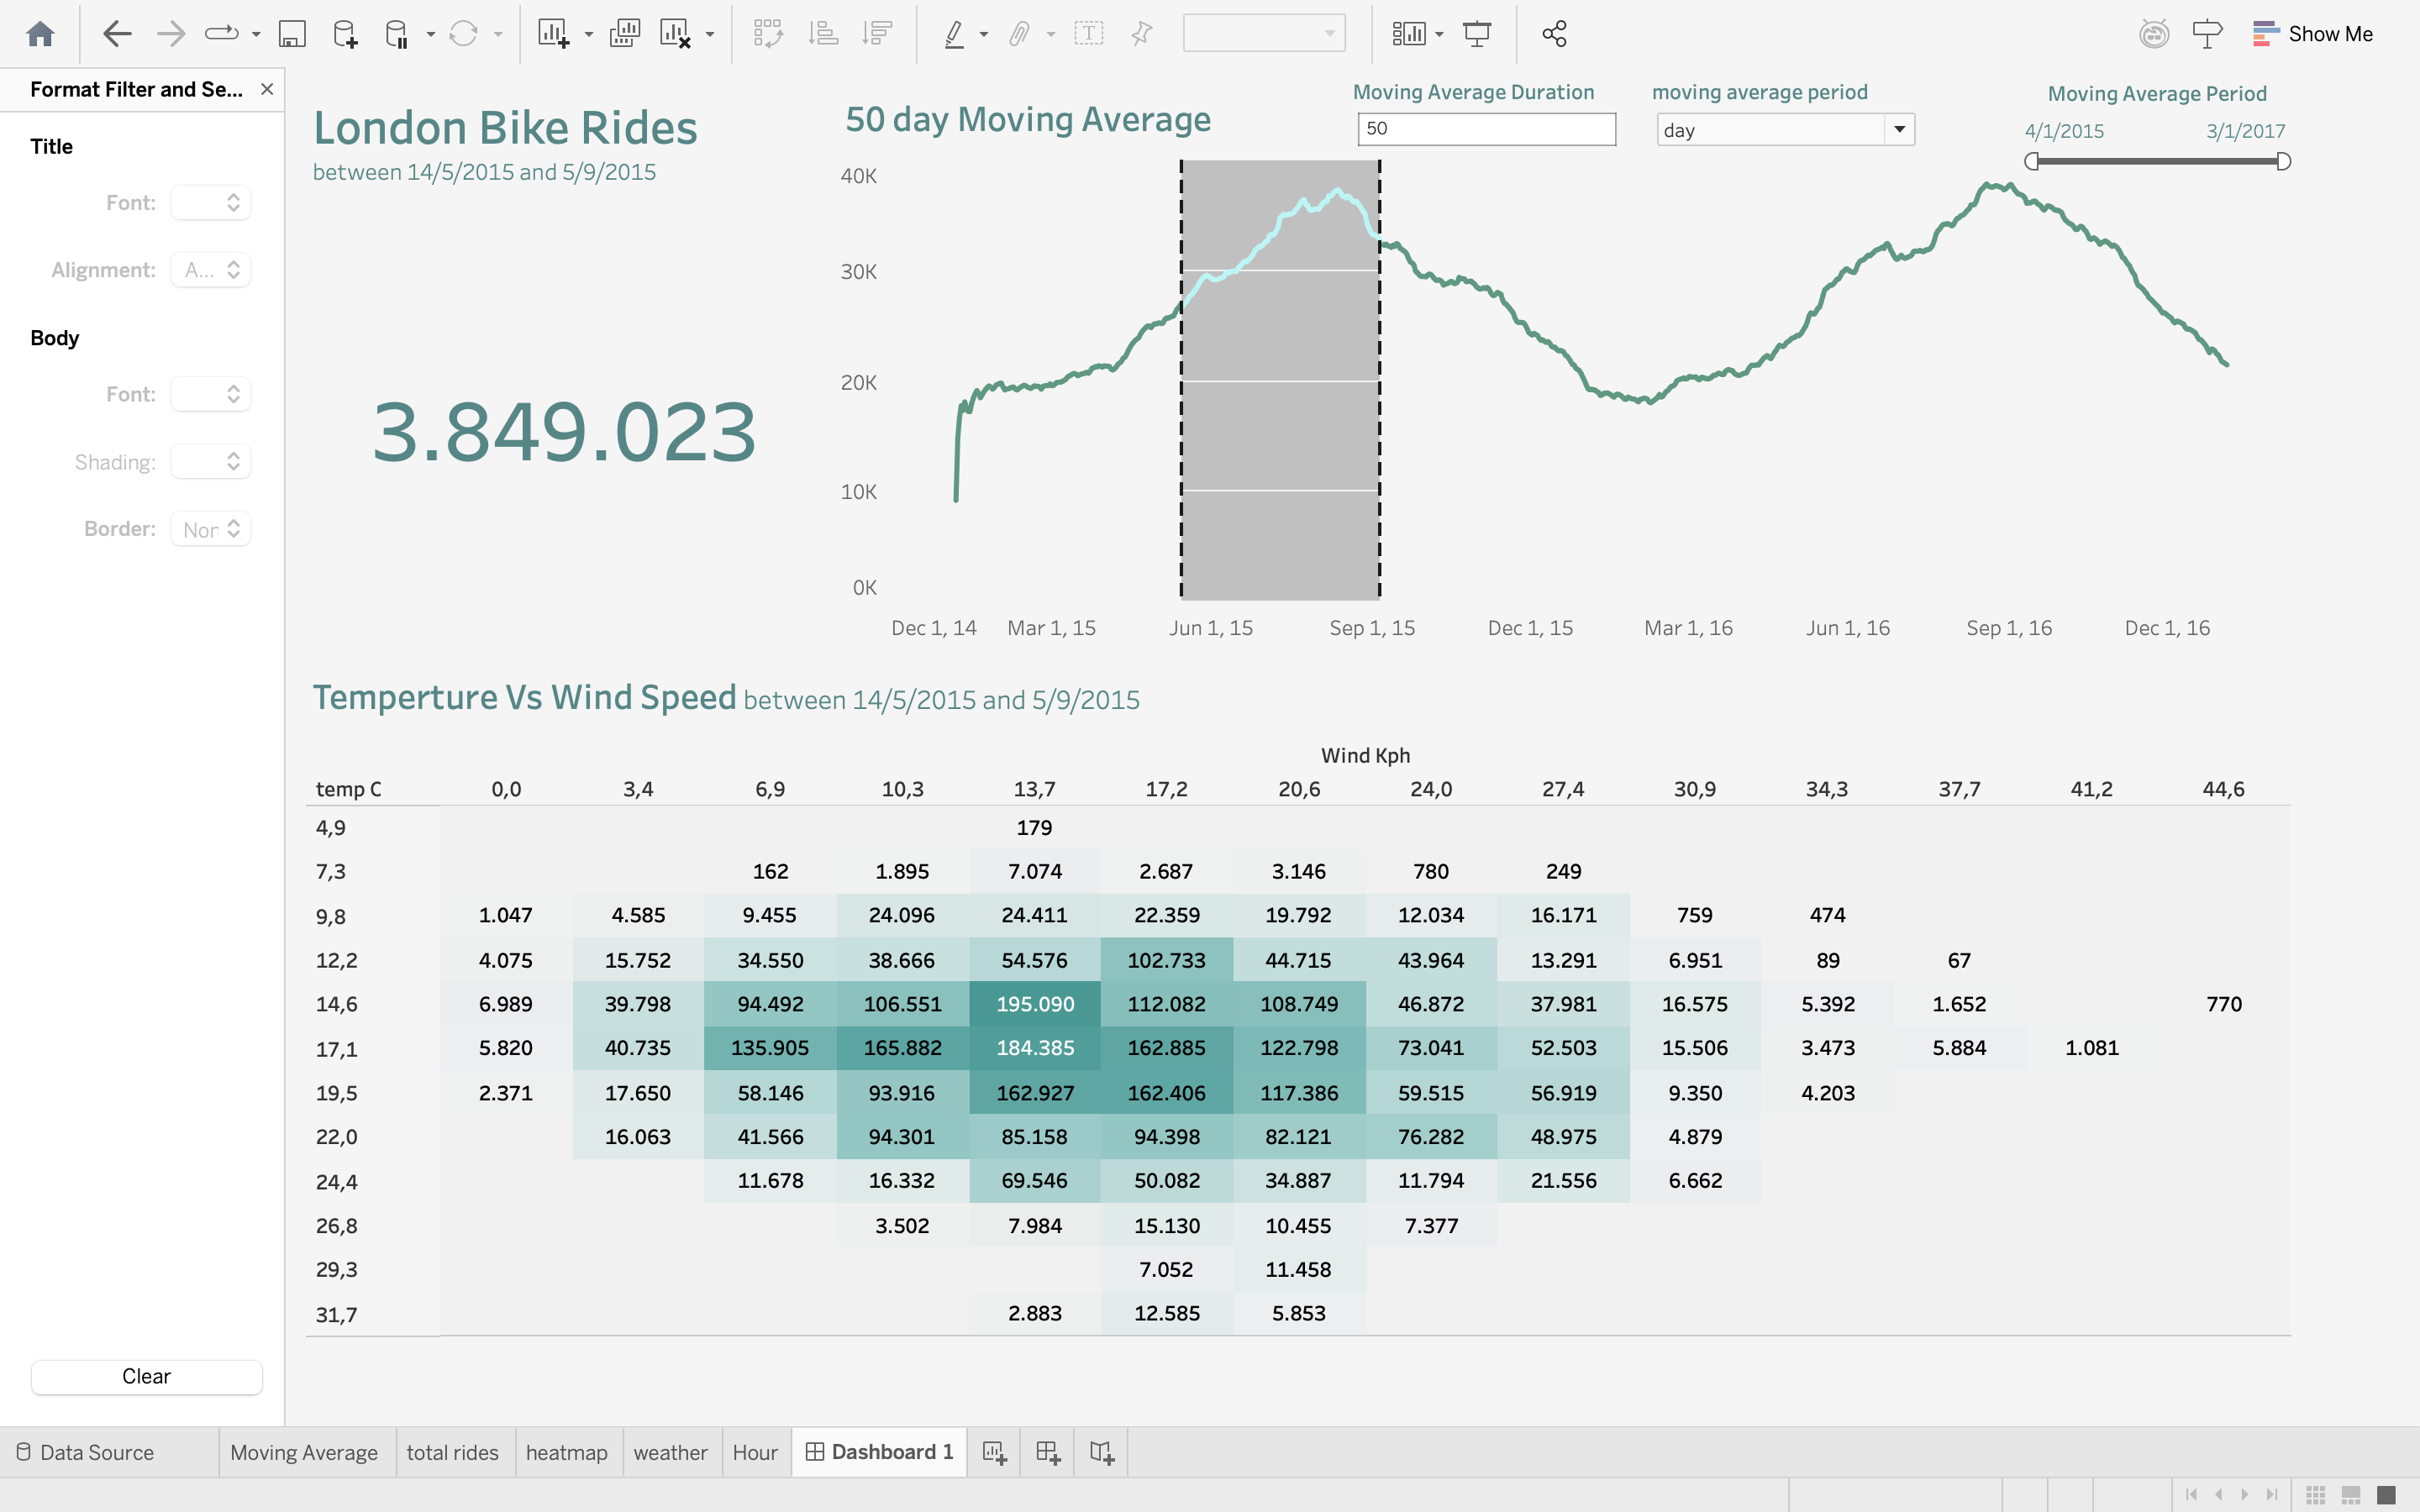 Show Me
Format Filter and Se...
Title
Font:
Alignment: A...
Body
Font:
Shading:
Border: Nor
Clear
London Bike Rides
between 14/5/2015 and 5/9/2015
3.849.023
50 day Moving Average
Moving Average Duration
50
moving average period
day
Moving Average Period
4/1/2015 3/1/2017
40K
30K
20K
10K
0K
Dec 1, 14 Mar 1, 15 Jun 1, 15 Sep 1, 15 Dec 1, 15 Mar 1, 16 Jun 1, 16 Sep 1, 16 Dec 1, 16
Temperture Vs Wind Speed between 14/5/2015 and 5/9/2015
Wind Kph
temp C 0,0 3,4 6,9 10,3 13,7 17,2 20,6 24,0 27,4 30,9 34,3 37,7 41,2 44,6
4,9 179
7,3 162 1.895 7.074 2.687 3.146 780 249
9,8 1.047 4.585 9.455 24.096 24.411 22.359 19.792 12.034 16.171 759 474
12,2 4.075 15.752 34.550 38.666 54.576 102.733 44.715 43.964 13.291 6.951 89 67
14,6 6.989 39.798 94.492 106.551 195.090 112.082 108.749 46.872 37.981 16.575 5.392 1.652 770
17,1 5.820 40.735 135.905 165.882 184.385 162.885 122.798 73.041 52.503 15.506 3.473 5.884 1.081
19,5 2.371 17.650 58.146 93.916 162.927 162.406 117.386 59.515 56.919 9.350 4.203
22,0 16.063 41.566 94.301 85.158 94.398 82.121 76.282 48.975 4.879
24,4 11.678 16.332 69.546 50.082 34.887 11.794 21.556 6.662
26,8 3.502 7.984 15.130 10.455 7.377
29,3 7.052 11.458
31,7 2.883 12.585 5.853
Data Source Moving Average total rides heatmap weather Hour Dashboard 1